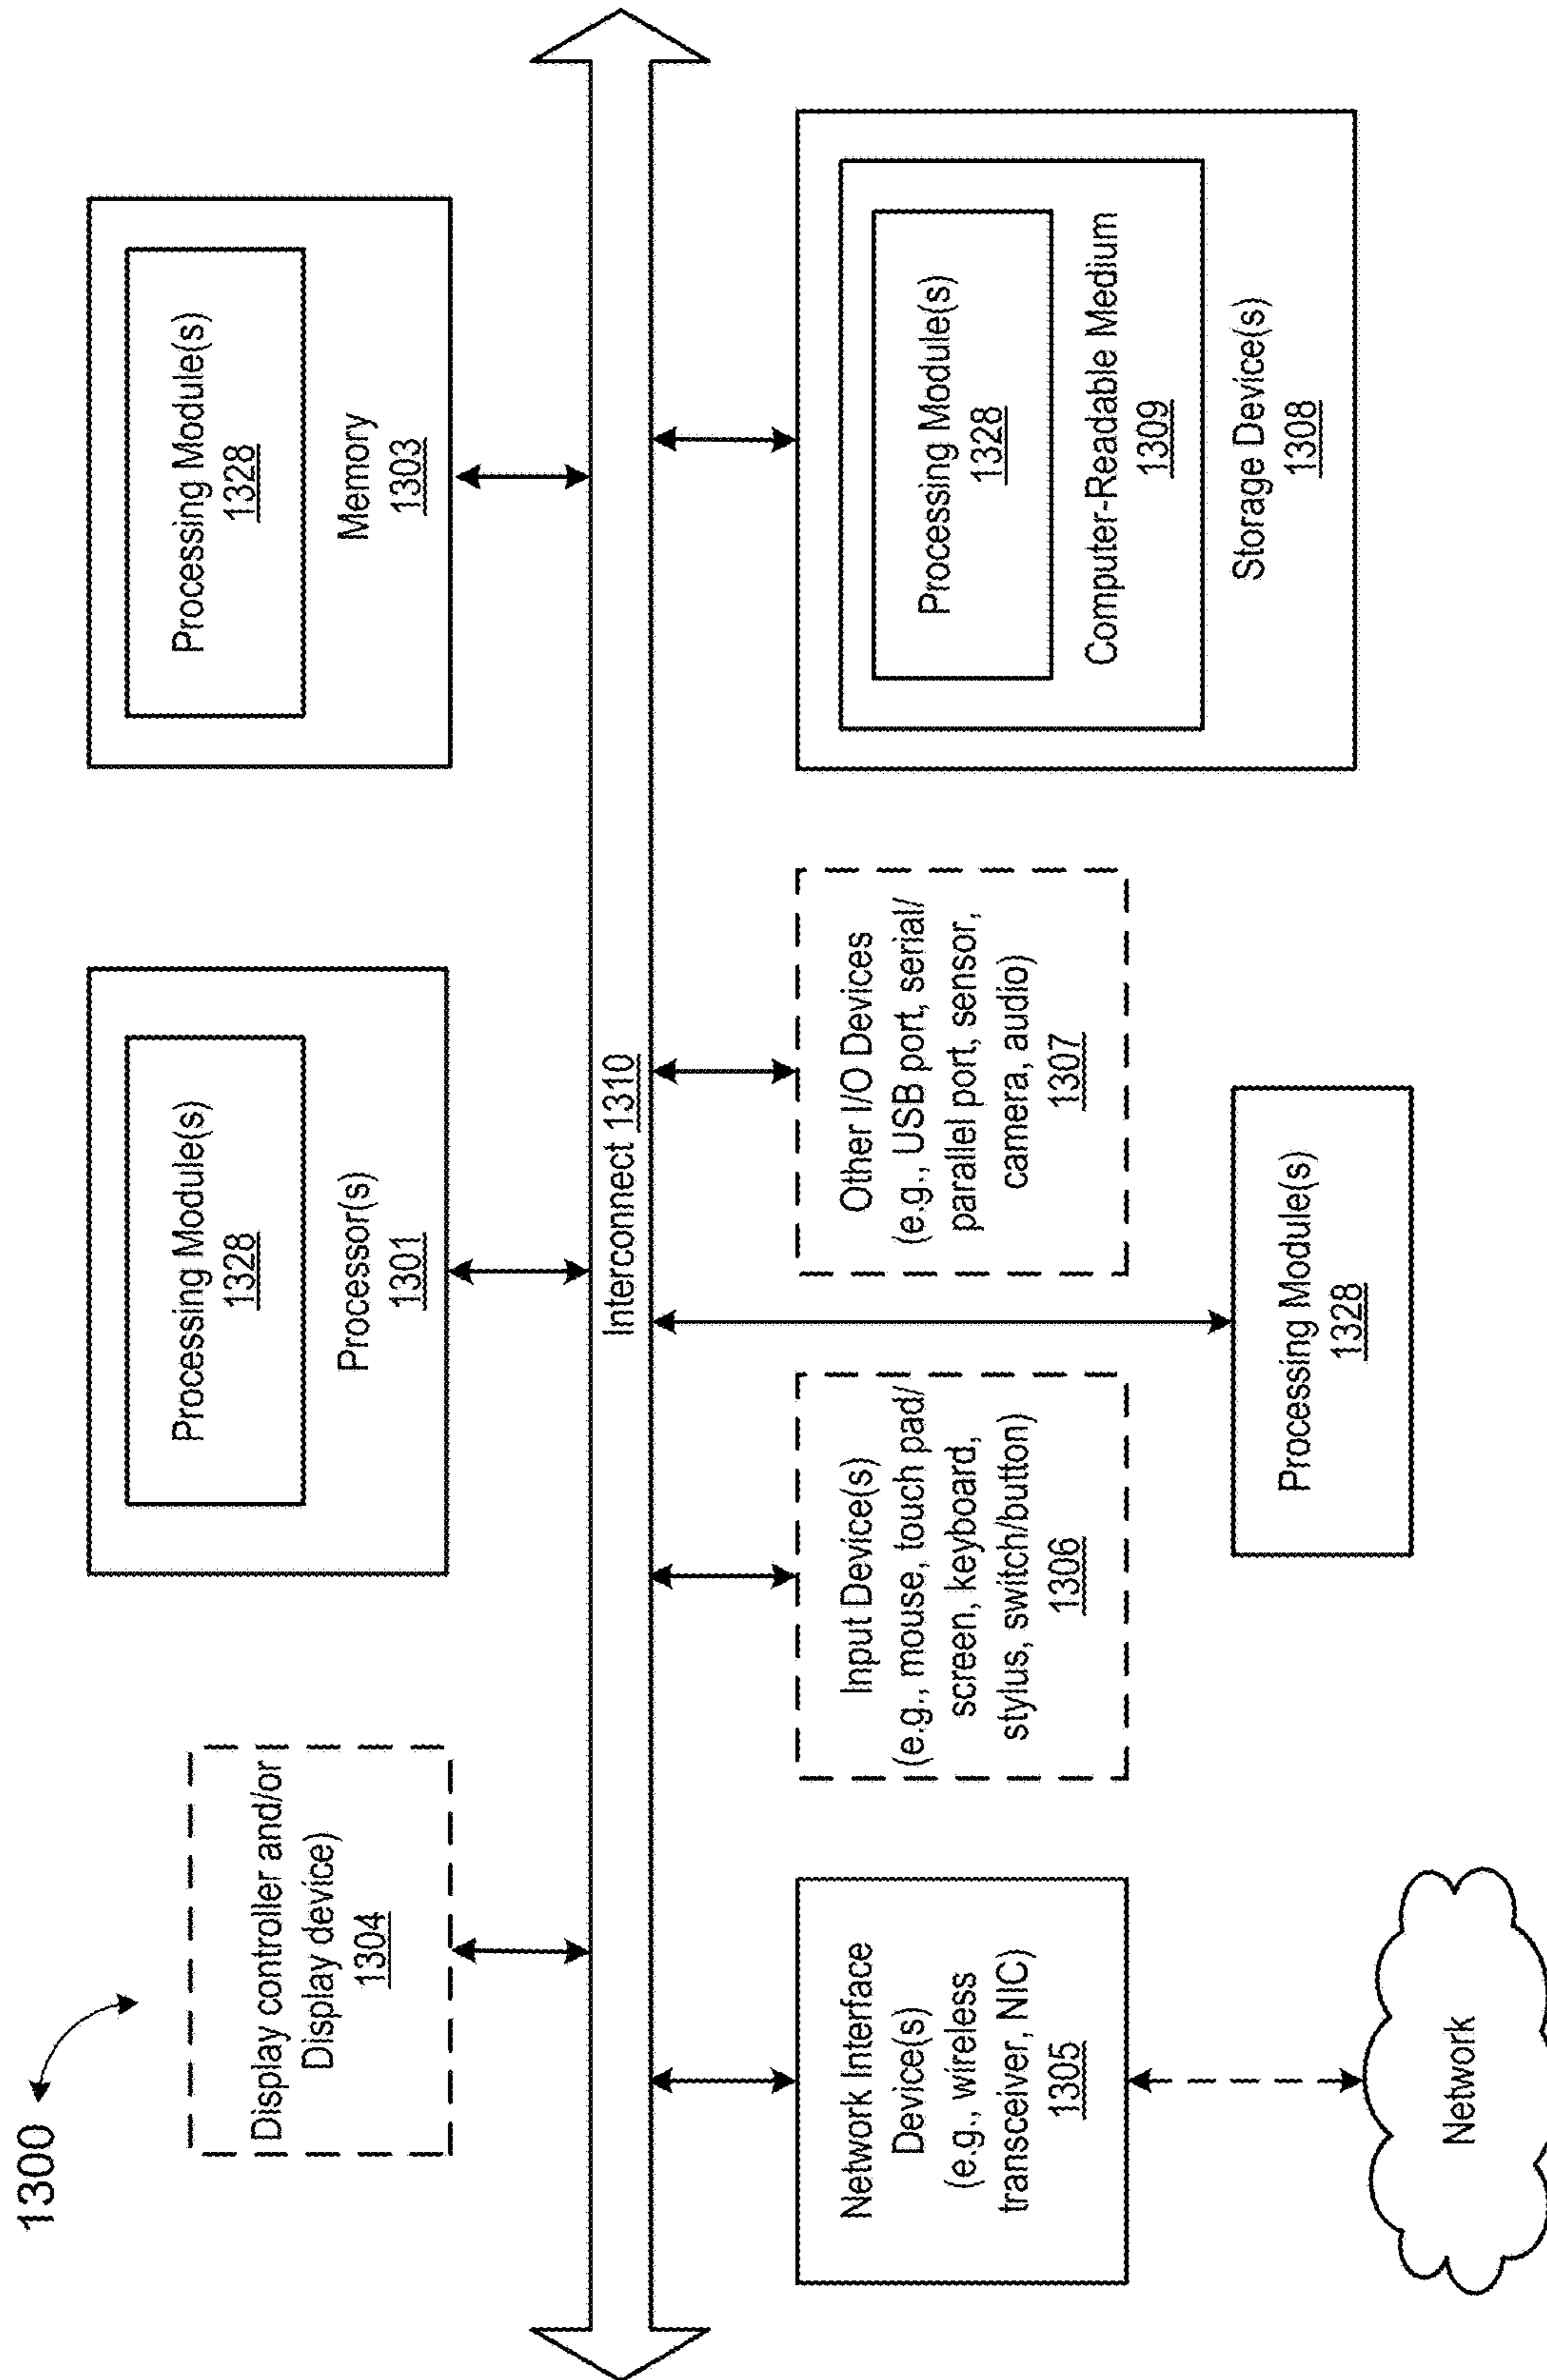 1300
Display controller and/or
Display device)
1304
Processing Module(s)
1328
Processor(s)
1301
Processing Module(s)
1328
Memory
1303
Interconnect 1310
Network Interface
Device(s)
(e.g., wireless
transceiver, NIC)
1305
Input Device(s)
(e.g., mouse, touch pad/
screen, keyboard,
stylus, switch/button)
1306
Other I/O Devices
(e.g., USB port, serial/
parallel port, sensor,
camera, audio)
1307
Processing Module(s)
1328
Computer-Readable Medium
1309
Storage Device(s)
1308
Processing Module(s)
1328
Network